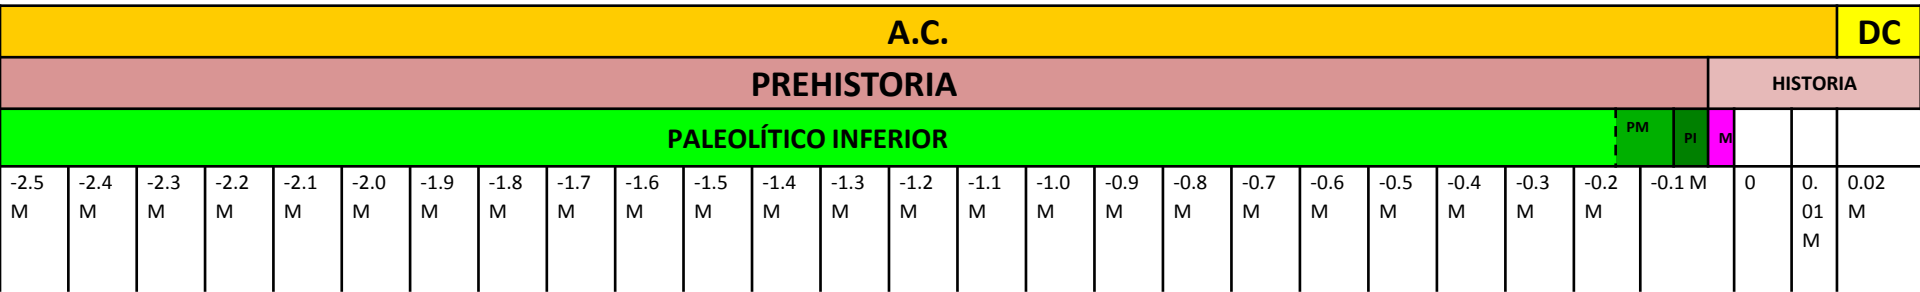 A.C. DC
PREHISTORIA HISTORIA
PALEOLÍTICO INFERIOR PM PI M
-2.5 -2.4 -2.3 -2.2 -2.1 -2.0 -1.9 -1.8 -1.7 -1.6 -1.5 -1.4 -1.3 -1.2 -1.1 -1.0 -0.9 -0.8 -0.7 -0.6 -0.5 -0.4 -0.3 -0.2 -0.1 M 0 0. 0.02
M M M M M M M M M M M M M M M M M M M M M M M M 01 M
M